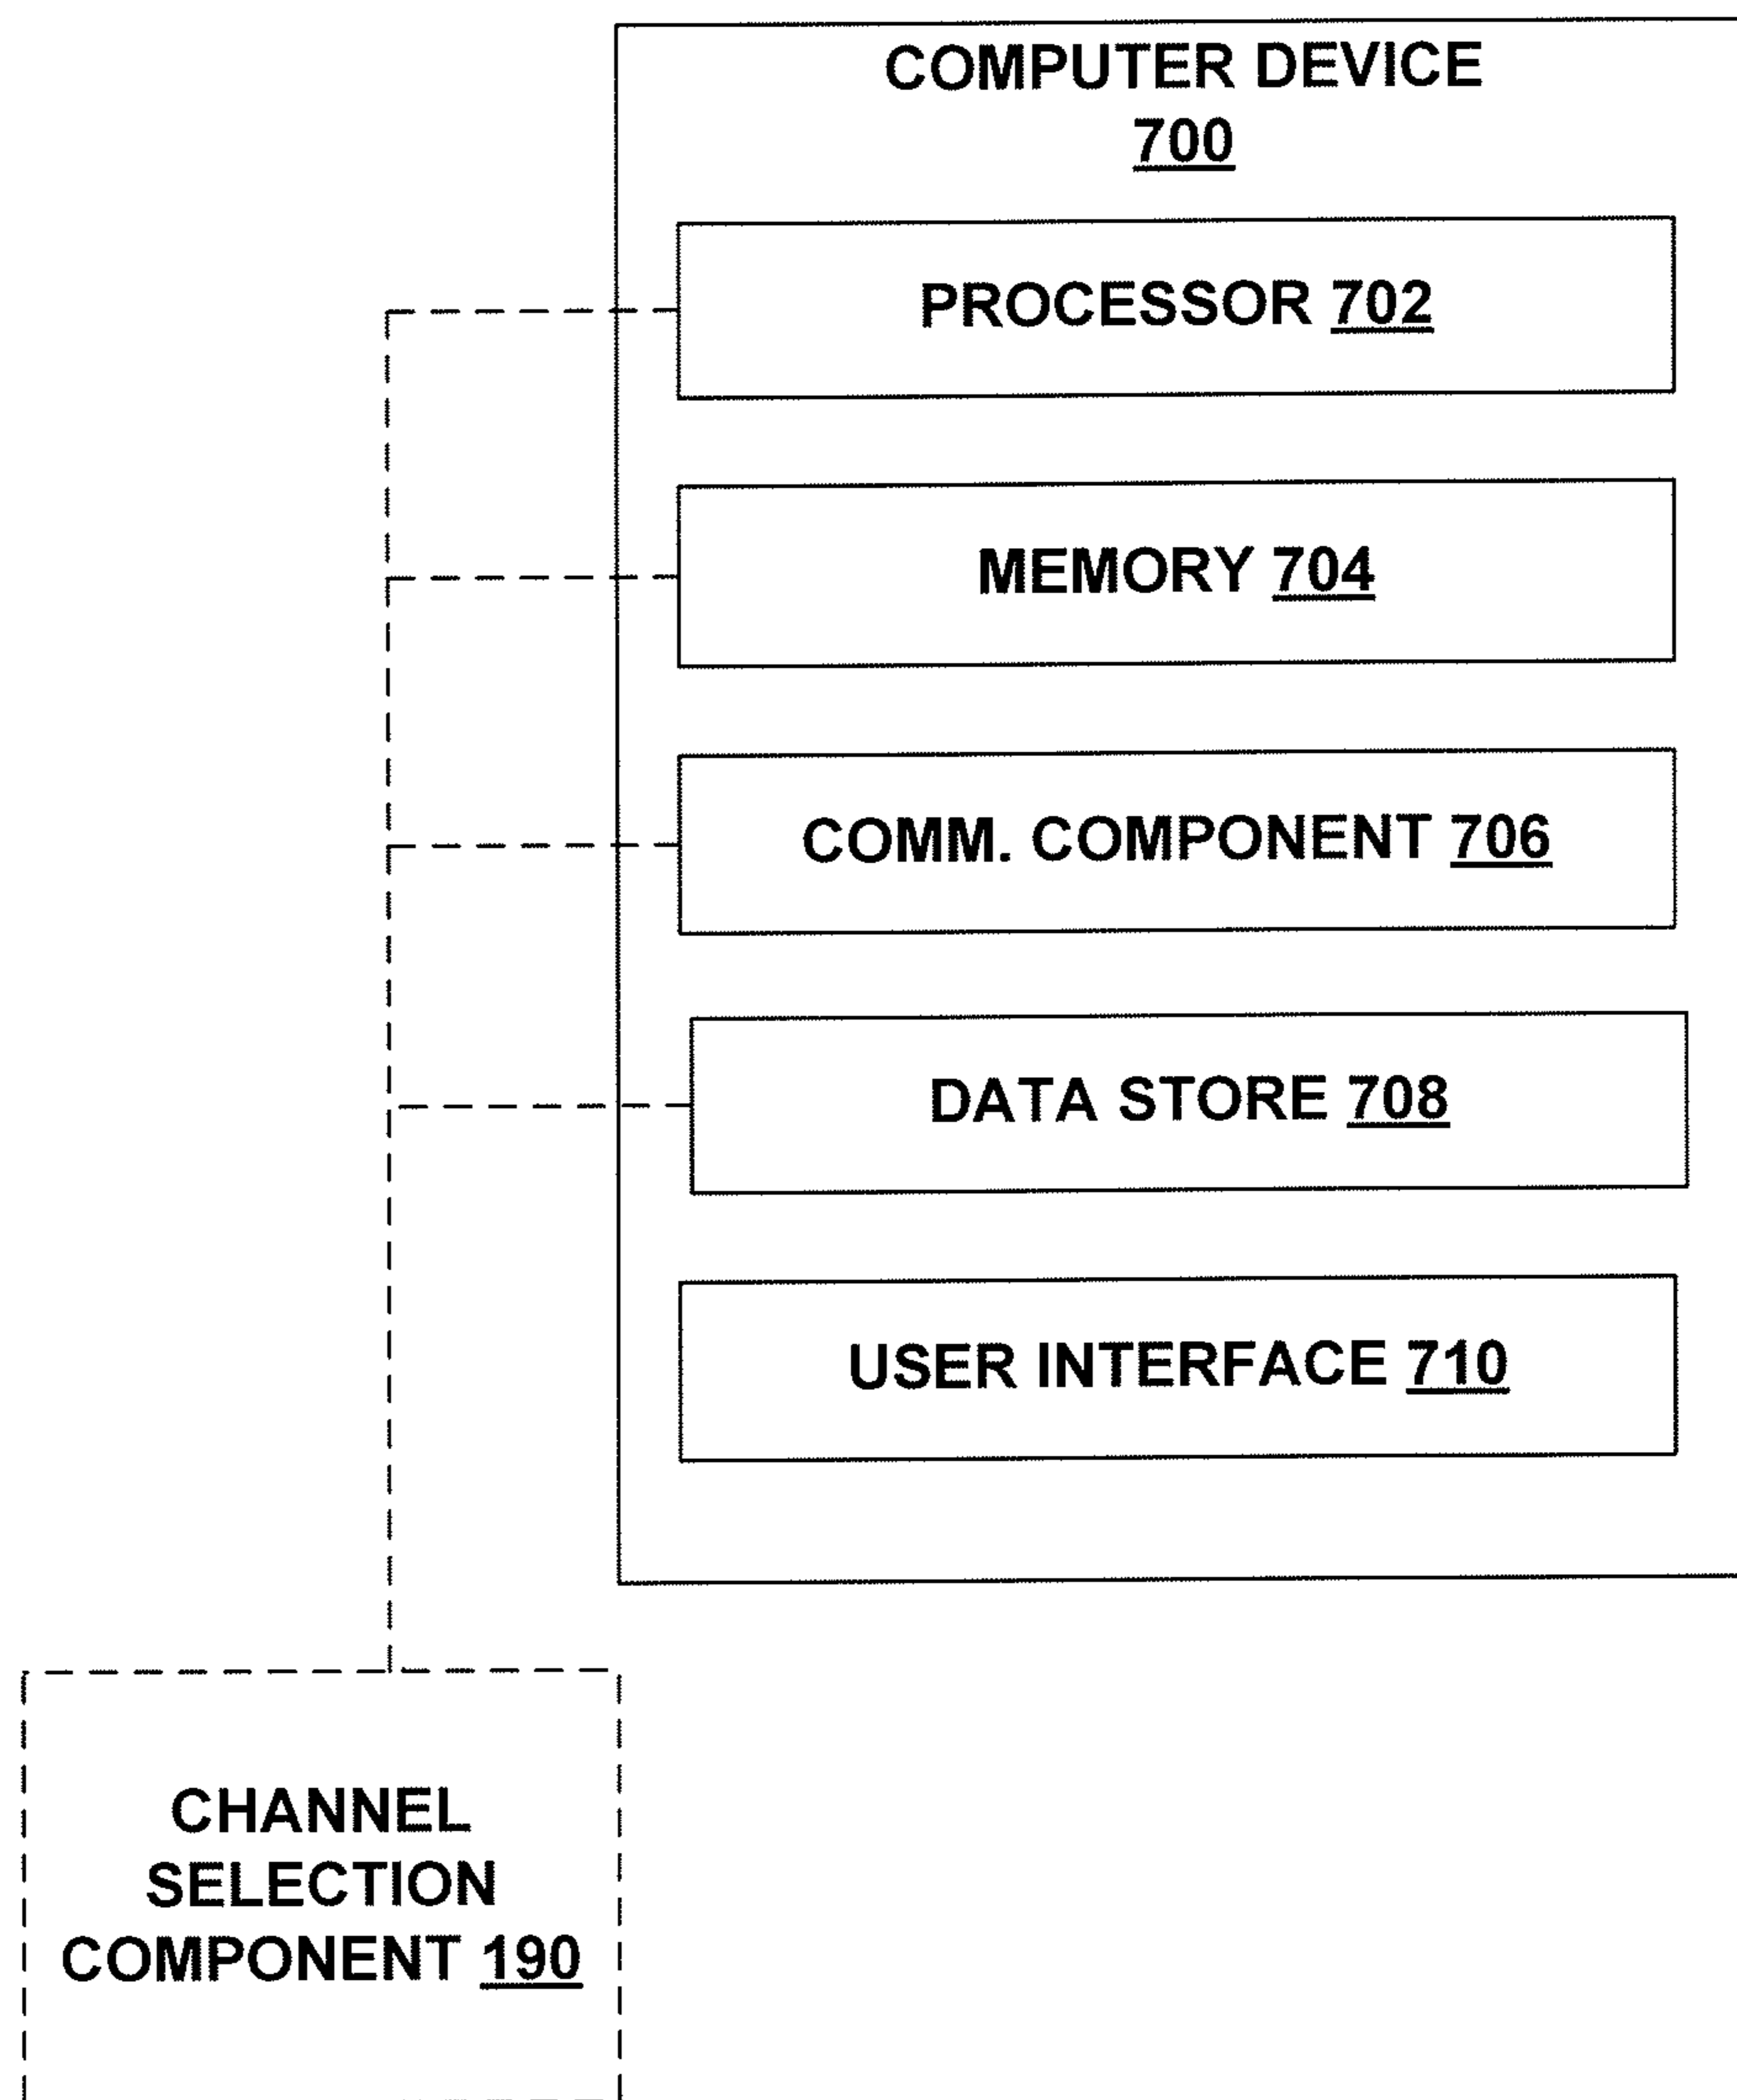 COMPUTER DEVICE
700
PROCESSOR 702
MEMORY 704
COMM. COMPONENT 706
DATA STORE 708
USER INTERFACE 710
CHANNEL
SELECTION
COMPONENT 190